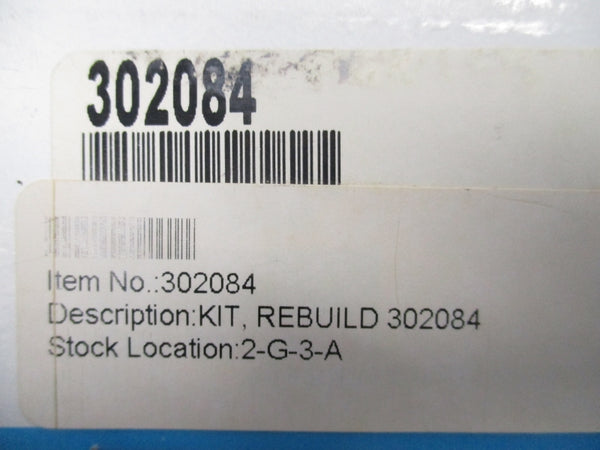 302084
Item No.:302084
Description:KIT, REBUILD 302084
Stock Location:2-G-3-A